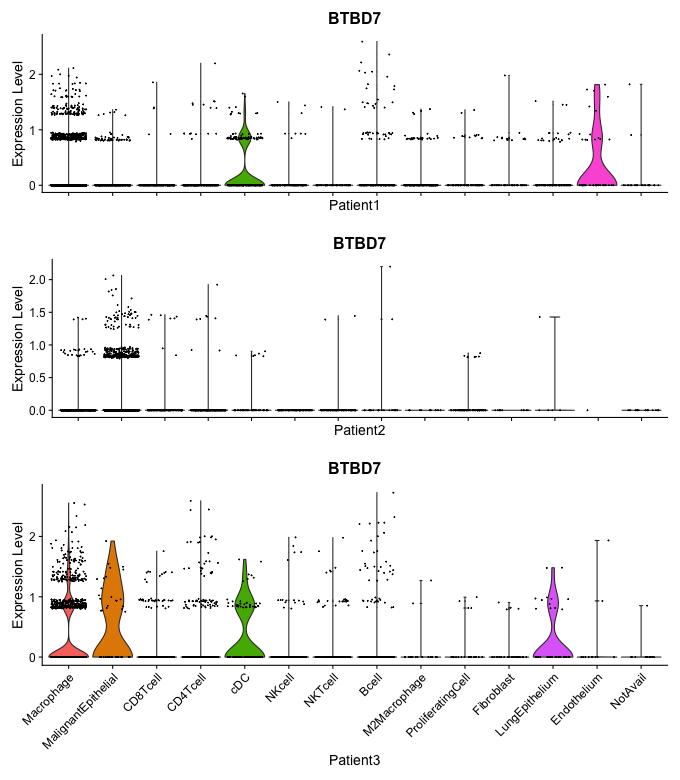 BTBD7
Expression Level
2
1
0
Patient1
BTBD7
Expression Level
2.0
1.5
1.0
0.5
0.0
Patient2
BTBD7
Expression Level
2
1
0
Macrophage
MalignantEpithelial
CD8Tcell
CD4Tcell
cDC
NKcell
NKTcell
Bcell
M2Macrophage
ProliferatingCell
Fibroblast
LungEpithelium
Endothelium
NotAvail
Patient3